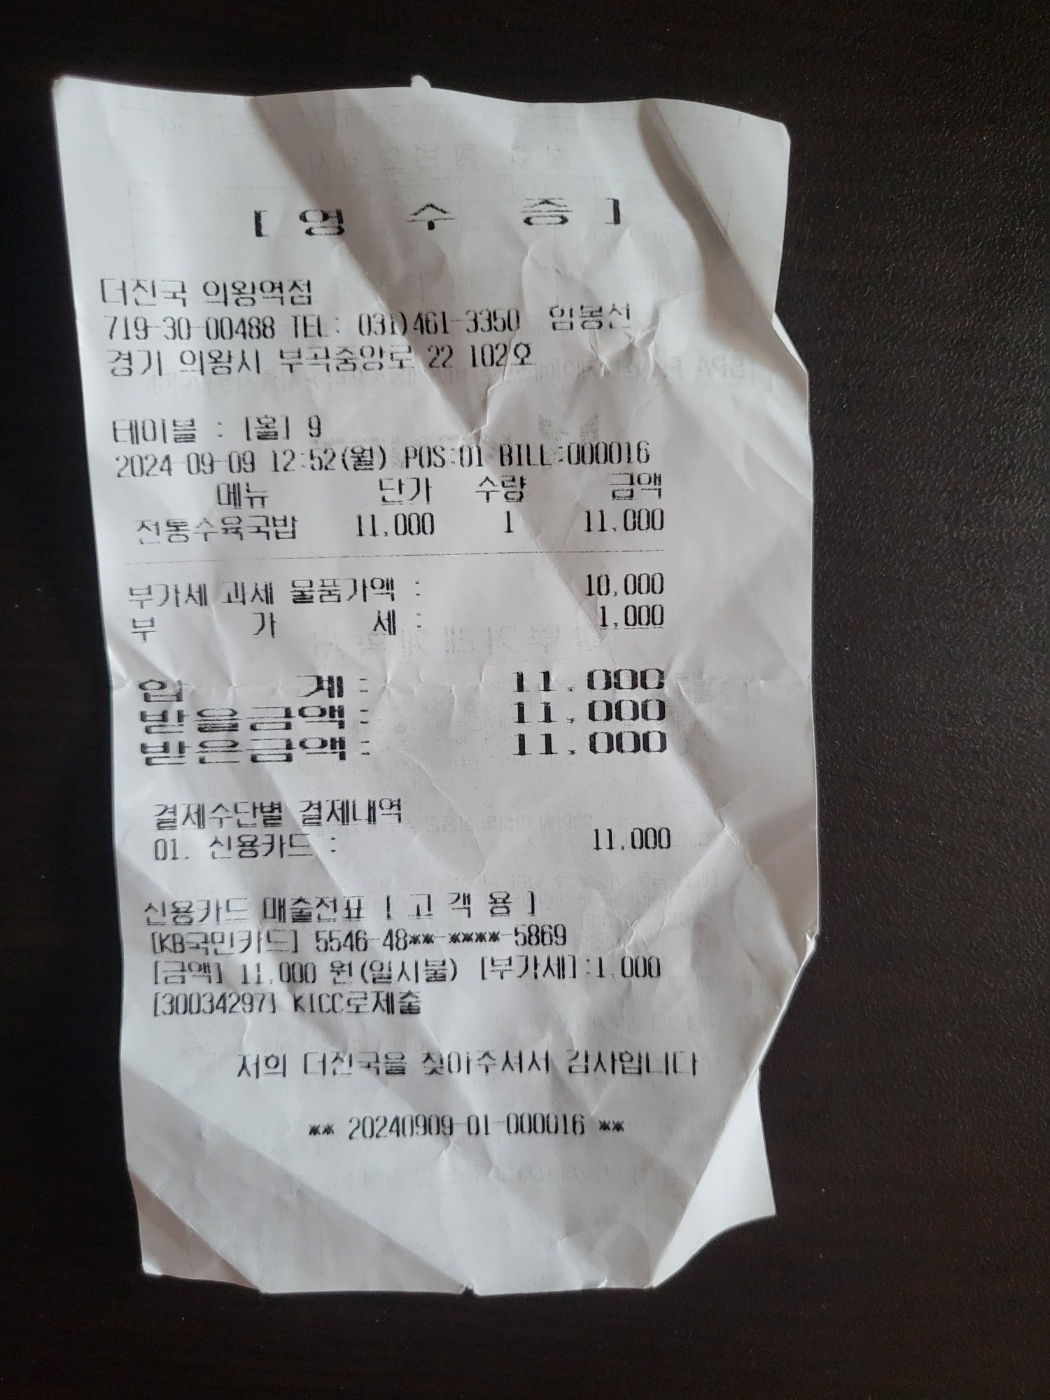 [ 영 수 증 ]
더진국 의왕역점
719-30-00488 TEL: 031)461-3350 임봉선
경기 의왕시 부곡중앙로 22 102호
테이블 : [홀] 9
2024-09-09 12:52(월) POS:01 BILL:000016
메뉴 단가 수량 금액
전통수육국밥 11,000 1 11,000
부가세 과세 물품가액 : 10,000
부 가 세 : 1,000
합 계: 11,000
받을금액: 11,000
받은금액: 11,000
결제수단별 결제내역
01. 신용카드 : 11,000
신용카드 매출전표 [ 고 객 용 ]
[KB국민카드] 5546-48**-****-5869
[금액] 11,000 원(일시불) [부가세]:1,000
[30034297] KICC로제출
저희 더진국을 찾아주셔서 감사합니다
** 20240909-01-000016 **